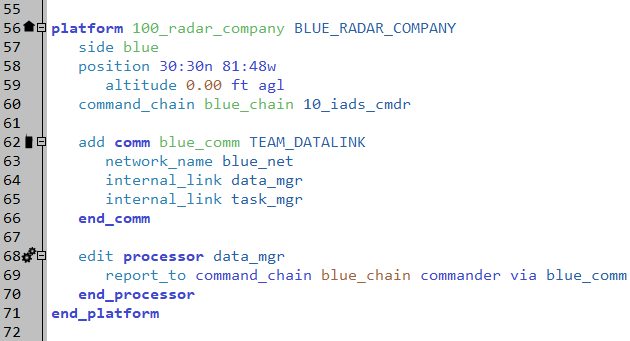 55
56 platform 100_radar_company BLUE_RADAR_COMPANY
57 side blue
58 position 30:30n 81:48w
59 altitude 0.00 ft agl
60 command_chain blue_chain 10_iads_cmdr
61
62 add comm blue_comm TEAM_DATALINK
63 network_name blue_net
64 internal_link data_mgr
65 internal_link task_mgr
66 end_comm
67
68 edit processor data_mgr
69 report_to command_chain blue_chain commander via blue_comm
70 end_processor
71 end_platform
72